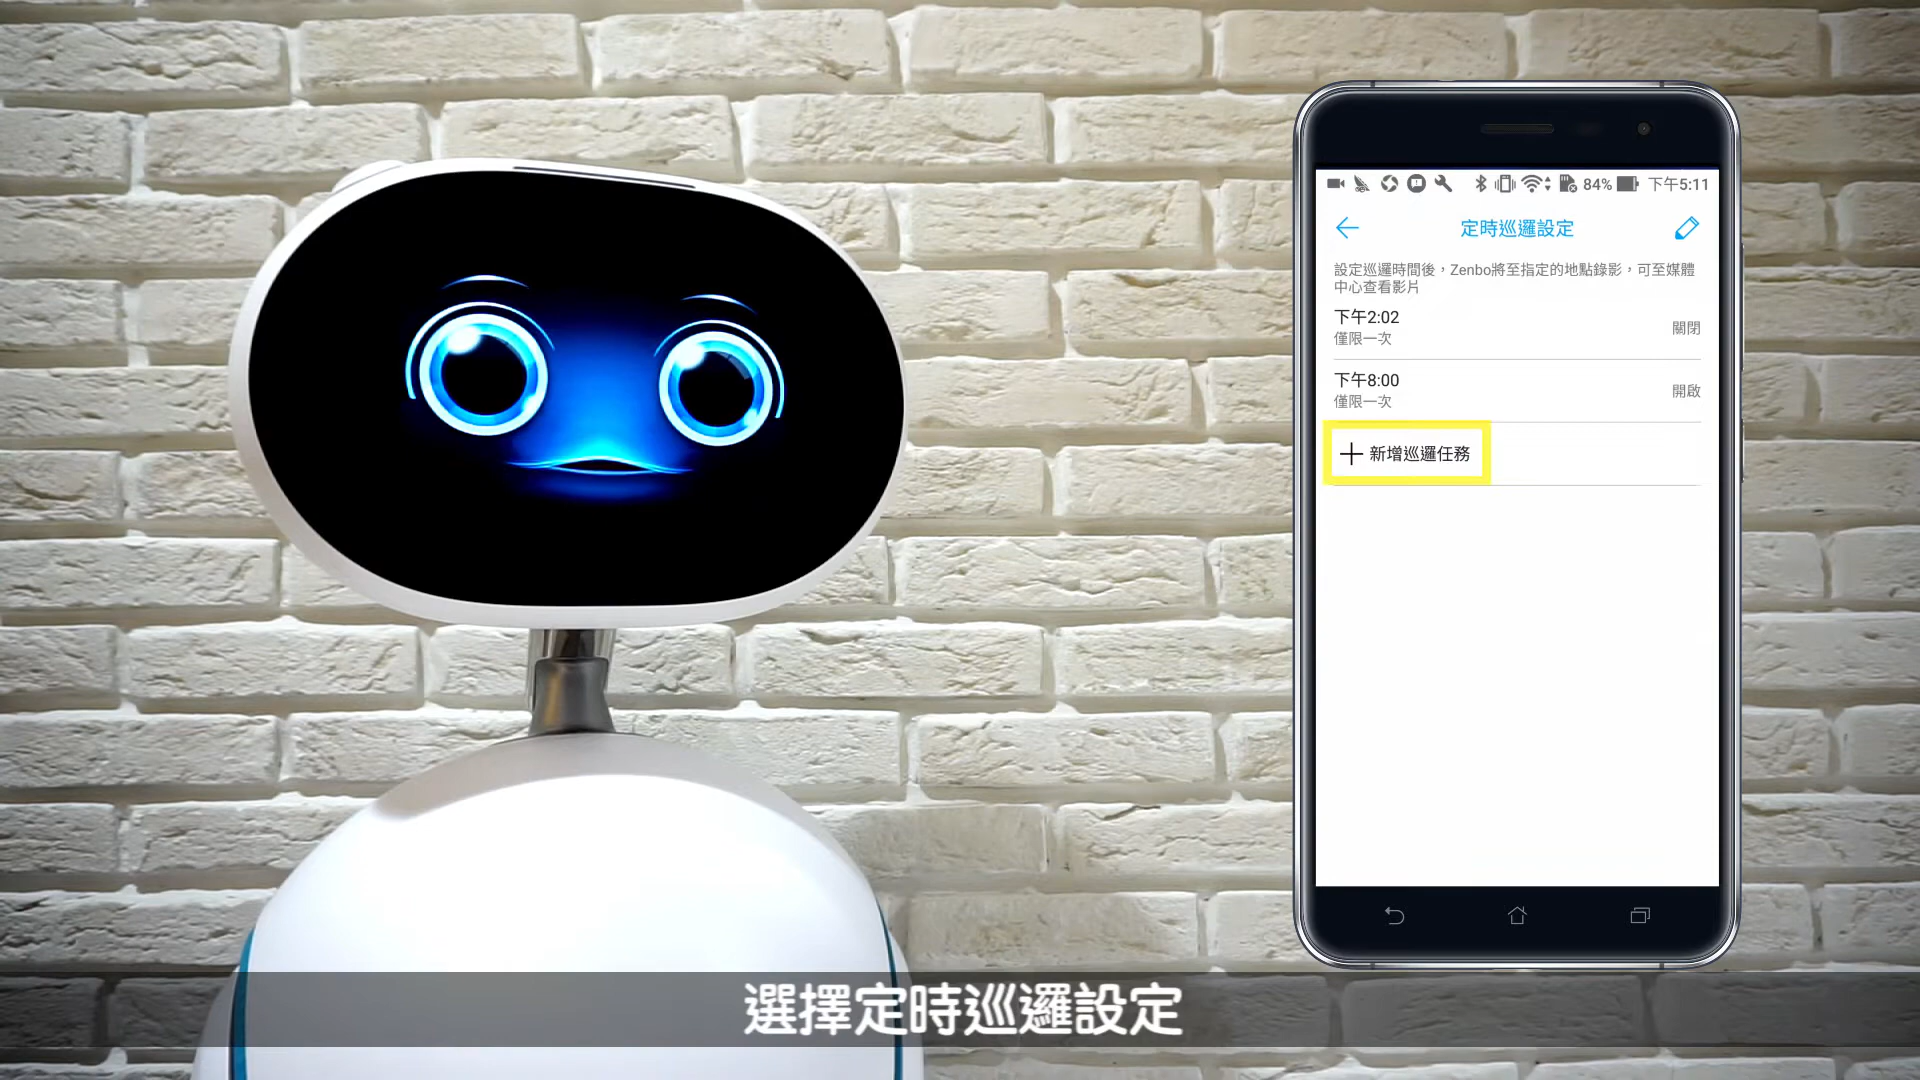 84% 下午5:11
定時巡邏設定
設定巡邏時間後，Zenbo將至指定的地點錄影，可至媒體
中心查看影片
下午2:02
僅限一次
關閉
下午8:00
僅限一次
開啟
新增巡邏任務
選擇定時巡邏設定